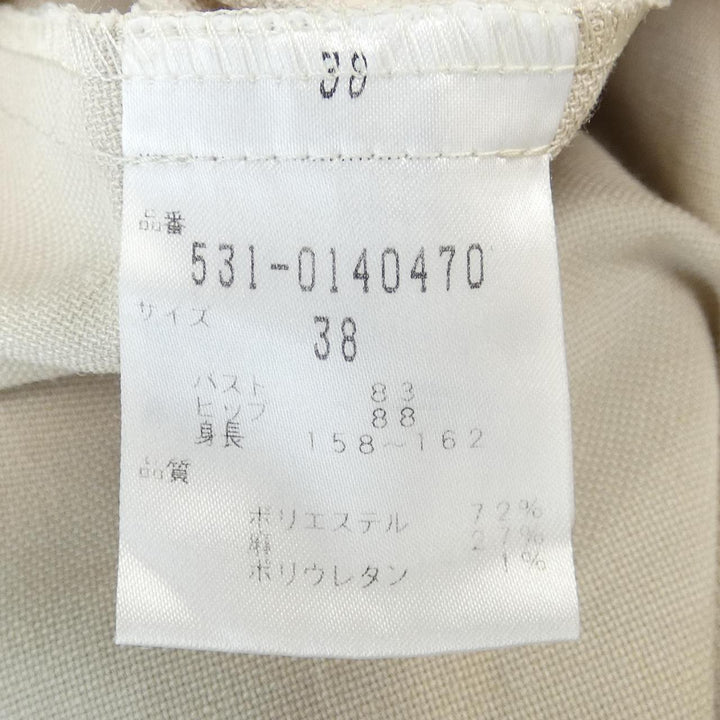 38
品番
531-0140470
サイズ
38
バスト 83
ヒップ 88
身長 158～162
品質
ポリエステル 72%
麻 27%
ポリウレタン 1%